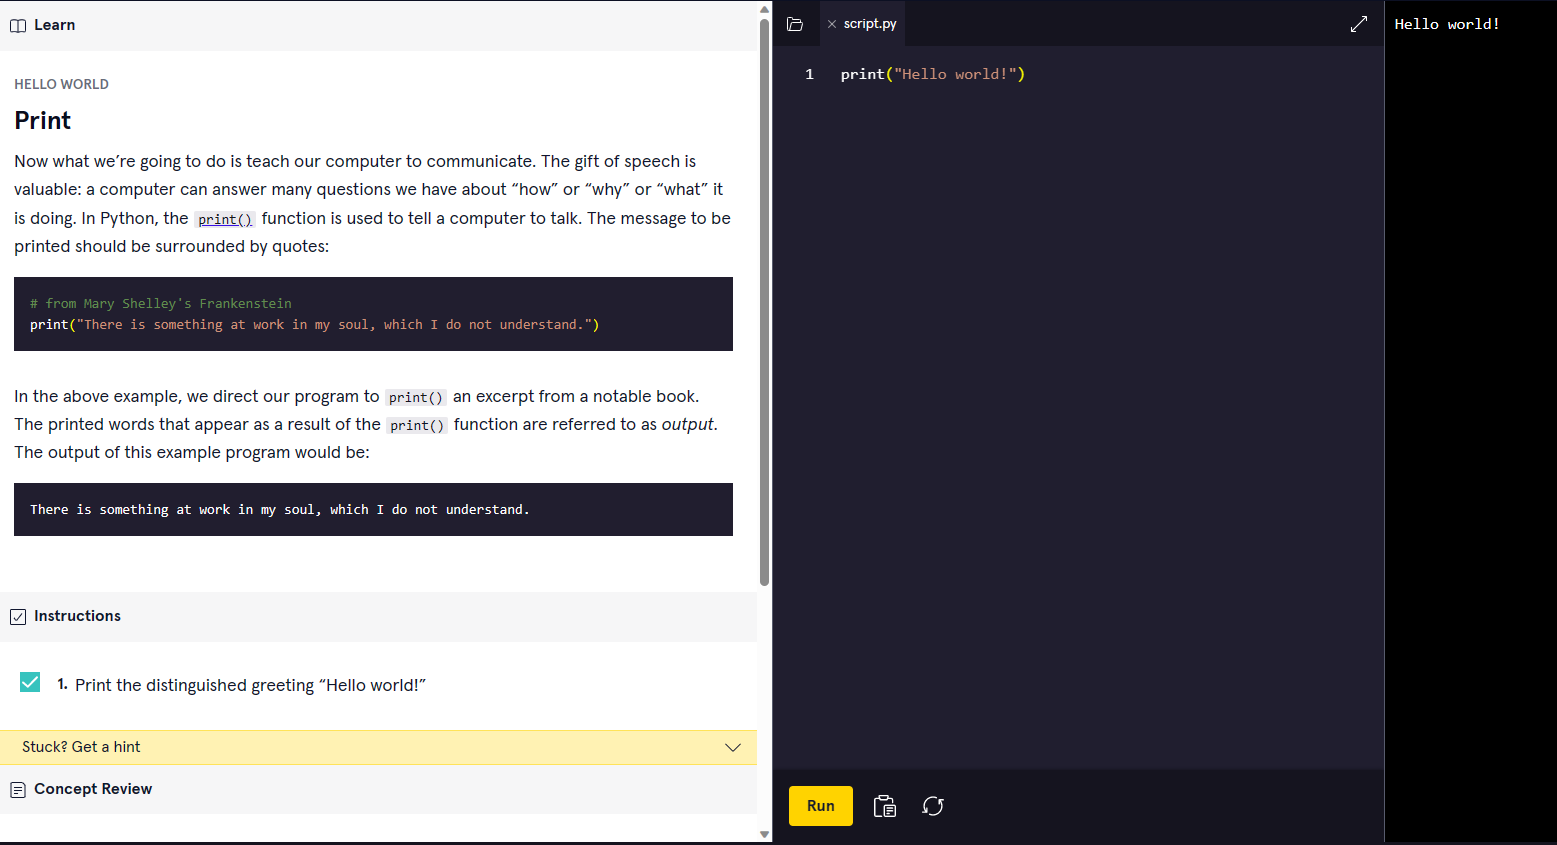 Learn
HELLO WORLD
Print
Now what we’re going to do is teach our computer to communicate. The gift of speech is
valuable: a computer can answer many questions we have about “how” or “why” or “what” it
is doing. In Python, the print() function is used to tell a computer to talk. The message to be
printed should be surrounded by quotes:
# from Mary Shelley's Frankenstein
print("There is something at work in my soul, which I do not understand.")
In the above example, we direct our program to print() an excerpt from a notable book.
The printed words that appear as a result of the print() function are referred to as output.
The output of this example program would be:
There is something at work in my soul, which I do not understand.
Instructions
1. Print the distinguished greeting “Hello world!”
Stuck? Get a hint
Concept Review
script.py
1 print("Hello world!")
Run
Hello world!